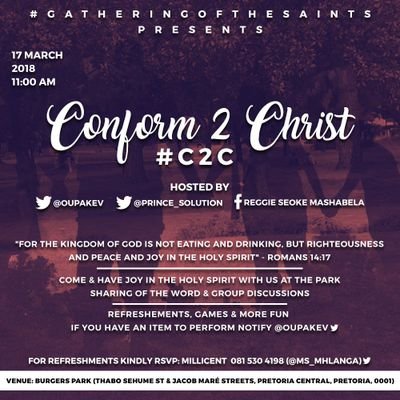 #GATHERINGOFTHESAINTS
PRESENTS
17 MARCH
2018
11:00 AM
Conform 2 Christ
#C2C
HOSTED BY
@OUPAKEV @PRINCE_SOLUTION REGGIE SEOKE MASHABELA
"FOR THE KINGDOM OF GOD IS NOT EATING AND DRINKING, BUT RIGHTEOUSNESS
AND PEACE AND JOY IN THE HOLY SPIRIT" - ROMANS 14:17
COME & HAVE JOY IN THE HOLY SPIRIT WITH US AT THE PARK
SHARING OF THE WORD & GROUP DISCUSSIONS
REFRESHEMENTS, GAMES & MORE FUN
IF YOU HAVE AN ITEM TO PERFORM NOTIFY @OUPAKEV
FOR REFRESHMENTS KINDLY RSVP: MILLICENT 081 530 4198 (@MS_MHLANGA)
VENUE: BURGERS PARK (THABO SEHUME ST & JACOB MARÉ STREETS, PRETORIA CENTRAL, PRETORIA, 0001)